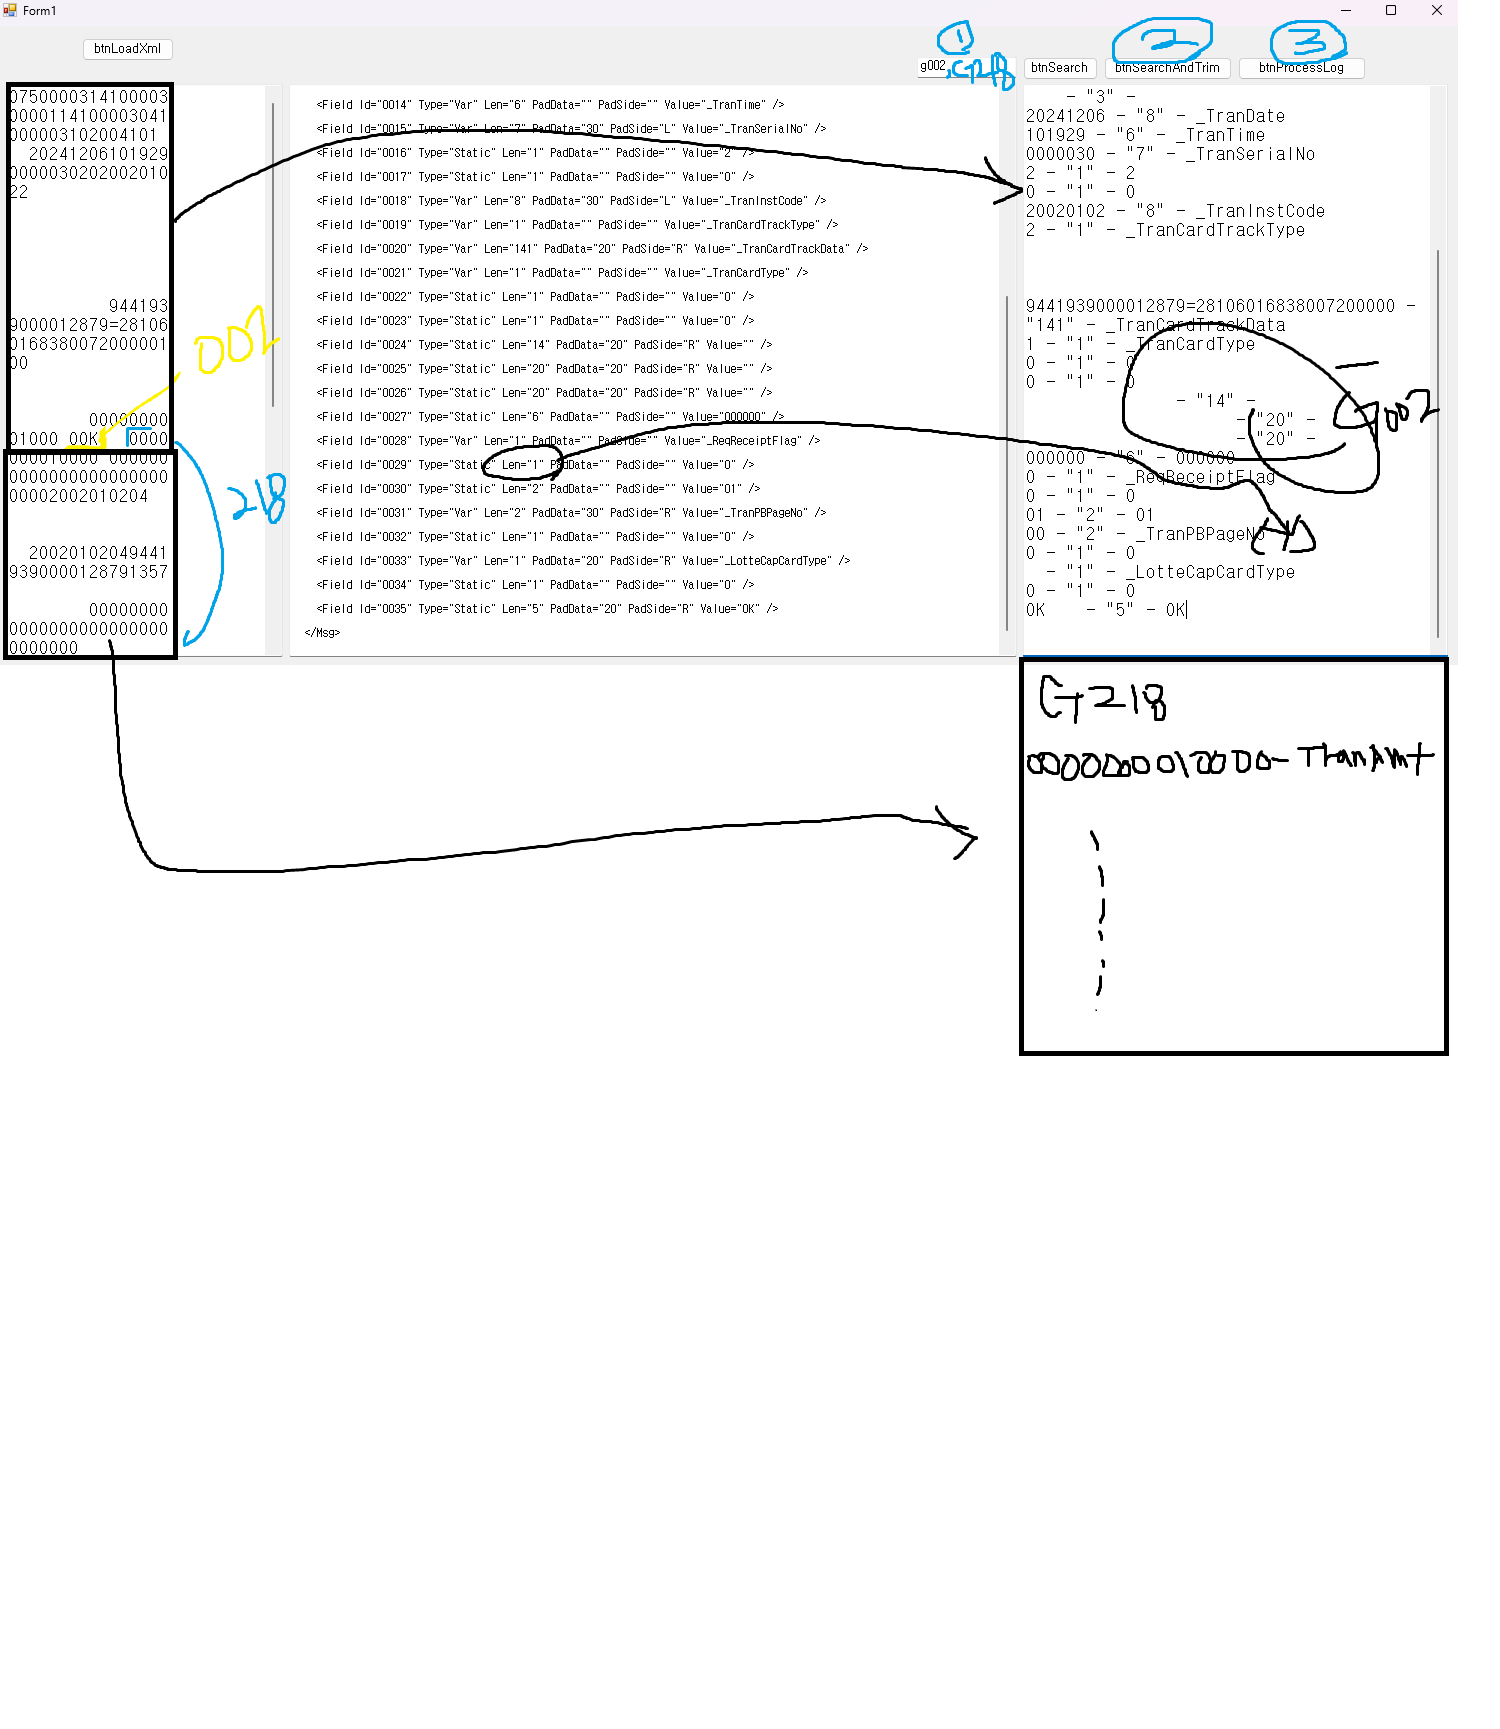 Form1
btnLoadXml
①
2
3
g002,G218
btnSearch
btnSearchAndTrim
btnProcessLog
0750000314100003
0000114100003041
000003102004101
20241206101929
0000030202002010
22
944193
9000012879=28106
0168380072000001
00
00000000
01000 00K 0000
000010000 000000
0000000000000000
00002002010204
20020102049441
9390000128791357
00000000
0000000000000000
0000000
002
218
<Field Id="0014" Type="Var" Len="6" PadData="" PadSide="" Value="_TranTime" />
<Field Id="0015" Type="Var" Len="7" PadData="30" PadSide="L" Value="_TranSerialNo" />
<Field Id="0016" Type="Static" Len="1" PadData="" PadSide="" Value="2" />
<Field Id="0017" Type="Static" Len="1" PadData="" PadSide="" Value="0" />
<Field Id="0018" Type="Var" Len="8" PadData="30" PadSide="L" Value="_TranInstCode" />
<Field Id="0019" Type="Var" Len="1" PadData="" PadSide="" Value="_TranCardTrackType" />
<Field Id="0020" Type="Var" Len="141" PadData="20" PadSide="R" Value="_TranCardTrackData" />
<Field Id="0021" Type="Var" Len="1" PadData="" PadSide="" Value="_TranCardType" />
<Field Id="0022" Type="Static" Len="1" PadData="" PadSide="" Value="0" />
<Field Id="0023" Type="Static" Len="1" PadData="" PadSide="" Value="0" />
<Field Id="0024" Type="Static" Len="14" PadData="20" PadSide="R" Value="" />
<Field Id="0025" Type="Static" Len="20" PadData="20" PadSide="R" Value="" />
<Field Id="0026" Type="Static" Len="20" PadData="20" PadSide="R" Value="" />
<Field Id="0027" Type="Static" Len="6" PadData="" PadSide="" Value="000000" />
<Field Id="0028" Type="Var" Len="1" PadData="" PadSide="" Value="_ReqReceiptFlag" />
<Field Id="0029" Type="Static" Len="1" PadData="" PadSide="" Value="0" />
<Field Id="0030" Type="Static" Len="2" PadData="" PadSide="" Value="01" />
<Field Id="0031" Type="Var" Len="2" PadData="30" PadSide="R" Value="_TranPBPageNo" />
<Field Id="0032" Type="Static" Len="1" PadData="" PadSide="" Value="0" />
<Field Id="0033" Type="Var" Len="1" PadData="20" PadSide="R" Value="_LotteCapCardType" />
<Field Id="0034" Type="Static" Len="1" PadData="" PadSide="" Value="0" />
<Field Id="0035" Type="Static" Len="5" PadData="20" PadSide="R" Value="OK" />
</Msg>
- "3" -
20241206 - "8" - _TranDate
101929 - "6" - _TranTime
0000030 - "7" - _TranSerialNo
2 - "1" - 2
0 - "1" - 0
20020102 - "8" - _TranInstCode
2 - "1" - _TranCardTrackType
9441939000012879=28106016838007200000 -
"141" - _TranCardTrackData
1 - "1" - _TranCardType
0 - "1" - 0
0 - "1" - 0
- "14" -
- "20" -
- "20" -
000000 - "6" - 000000
0 - "1" - _ReqReceiptFlag
0 - "1" - 0
01 - "2" - 01
00 - "2" - _TranPBPageNo
0 - "1" - 0
- "1" - _LotteCapCardType
0 - "1" - 0
OK - "5" - OK
G002
G218
0000000010000-TranAmt